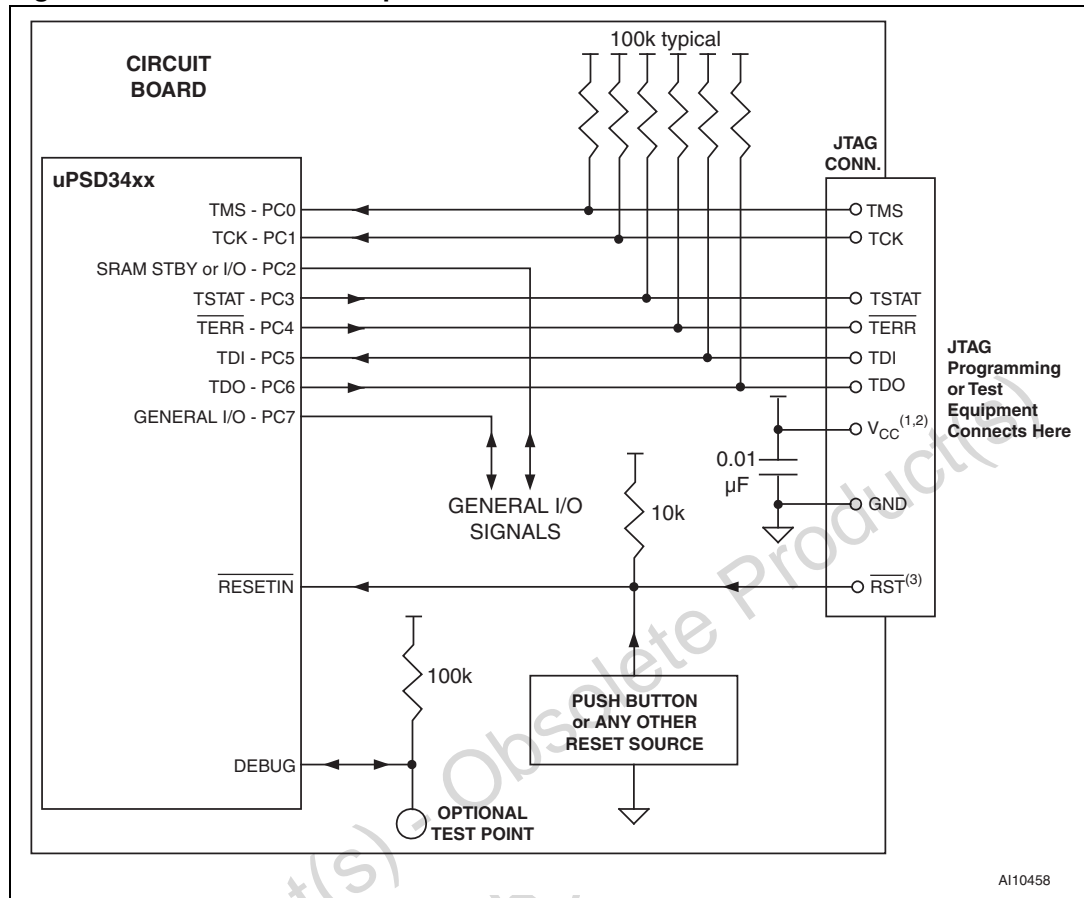 100k typical
CIRCUIT
BOARD
JTAG
CONN.
uPSD34xx
TMS - PC0
TMS
TCK - PC1
TCK
SRAM STBY or I/O - PC2
TSTAT - PC3
TSTAT
TERR - PC4
TERR
TDI - PC5
TDI
TDO - PC6
TDO
GENERAL I/O - PC7
JTAG
Programming
or Test
Equipment
Connects Here
VCC(1,2)
0.01
µF
GND
GENERAL I/O
SIGNALS
10k
RESETIN
RST(3)
100k
PUSH BUTTON
or ANY OTHER
RESET SOURCE
DEBUG
OPTIONAL
TEST POINT
AI10458
t(s) - Obsolete Product(s)